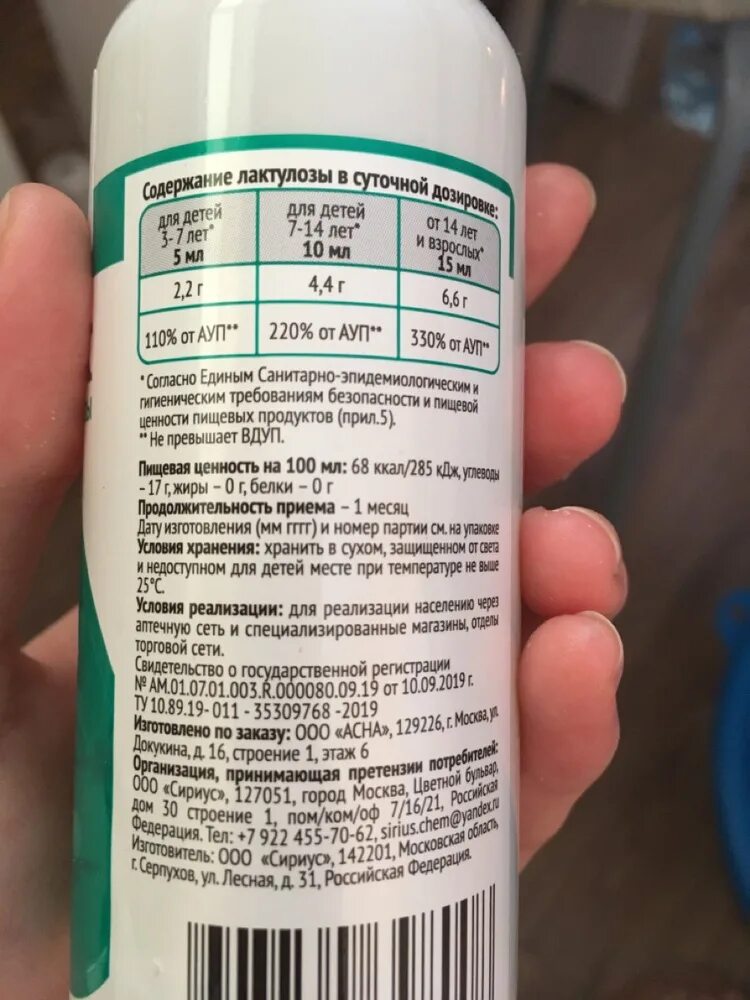 Содержание лактулозы в суточной дозировке:
для детей 3-7 лет* 5 мл
для детей 7-14 лет* 10 мл
от 14 лет и взрослых* 15 мл
2,2 г 4,4 г 6,6 г
110% от АУП** 220% от АУП** 330% от АУП**
* Согласно Единым Санитарно-эпидемиологическим и
гигиеническим требованиям безопасности и пищевой
ценности пищевых продуктов (прил.5).
** Не превышает ВДУП.
Пищевая ценность на 100 мл: 68 ккал/285 кДж, углеводы
– 17 г, жиры – 0 г, белки – 0 г
Продолжительность приема – 1 месяц
Дату изготовления (мм гггг) и номер партии см. на упаковке
Условия хранения: хранить в сухом, защищенном от света
и недоступном для детей месте при температуре не выше
25°С.
Условия реализации: для реализации населению через
аптечную сеть и специализированные магазины, отделы
торговой сети.
Свидетельство о государственной регистрации
№ AM.01.07.01.003.R.000080.09.19 от 10.09.2019 г.
ТУ 10.89.19- 011 - 35309768 -2019
Изготовлено по заказу: ООО «АСНА», 129226, г. Москва, ул.
Докукина, д. 16, строение 1, этаж 6
Организация, принимающая претензии потребителей:
ООО «Сириус», 127051, город Москва, Цветной бульвар,
дом 30 строение 1, пом/ком/оф 7/16/21, Российская
Федерация. Тел: +7 922 455-70-62, sirius.chem@yandex.ru
Изготовитель: ООО «Сириус», 142201, Московская область,
г. Серпухов, ул. Лесная, д. 31, Российская Федерация.